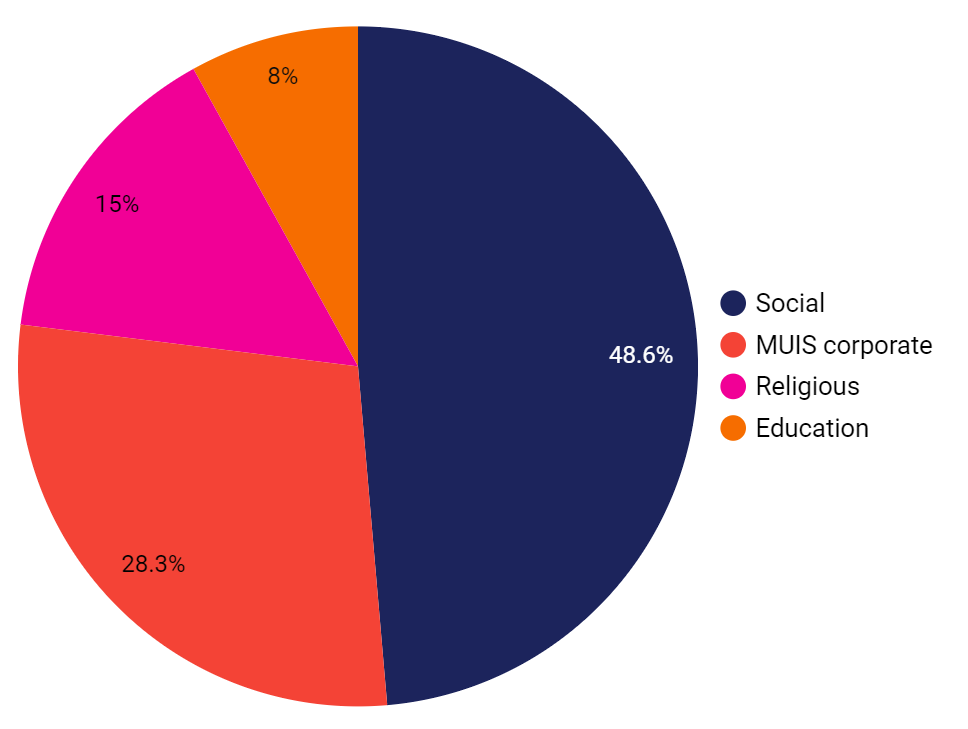 8%
15%
48.6%
28.3%
Social
MUIS corporate
Religious
Education